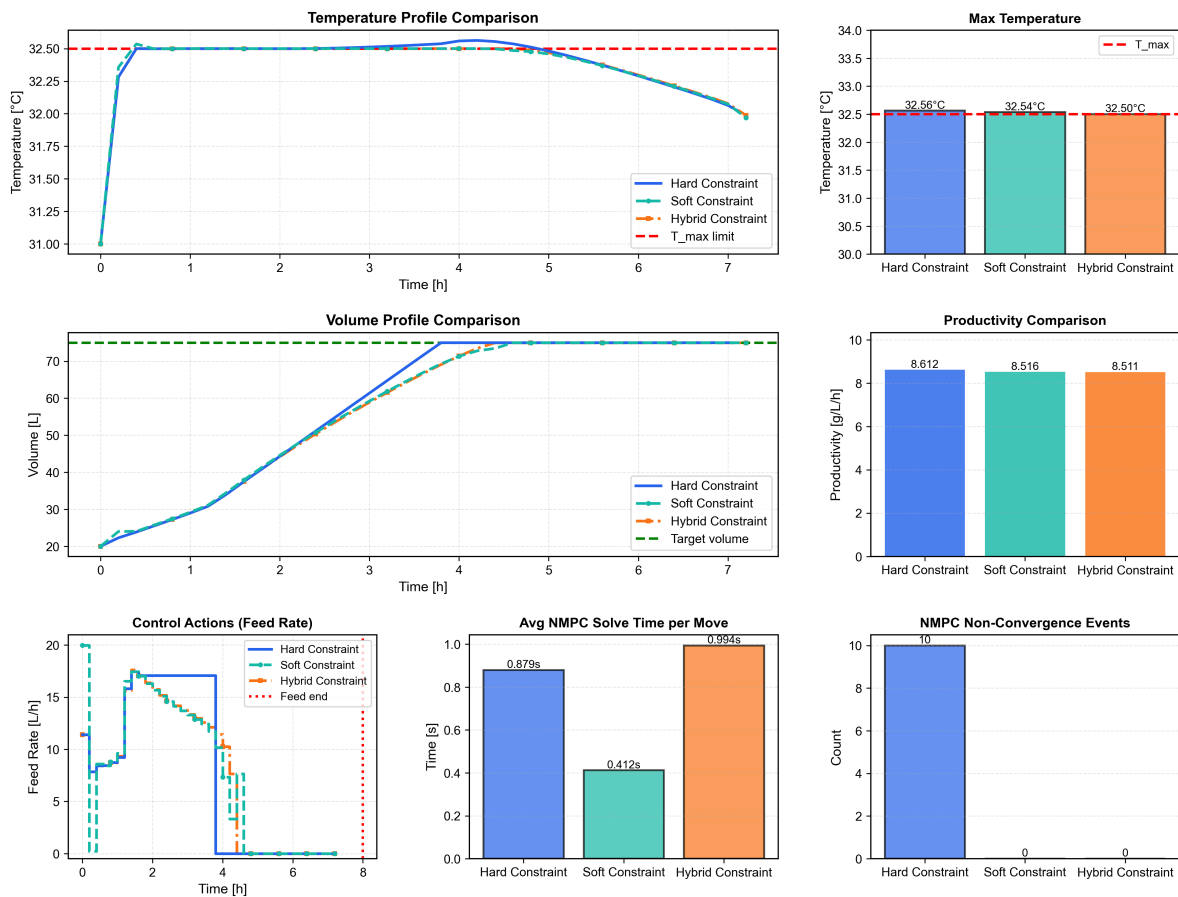 Temperature Profile Comparison
Temperature [°C]
32.50
32.25
32.00
31.75
31.50
31.25
31.00
0 1 2 3 4 5 6 7
Time [h]
Hard Constraint
Soft Constraint
Hybrid Constraint
T_max limit
Max Temperature
Temperature [°C]
34.0
33.5
33.0
32.5
32.0
31.5
31.0
30.5
30.0
T_max
32.56°C 32.54°C 32.50°C
Hard Constraint Soft Constraint Hybrid Constraint
Volume Profile Comparison
Volume [L]
70
60
50
40
30
20
0 1 2 3 4 5 6 7
Time [h]
Hard Constraint
Soft Constraint
Hybrid Constraint
Target volume
Productivity Comparison
Productivity [g/L/h]
10
8
6
4
2
0
8.612 8.516 8.511
Hard Constraint Soft Constraint Hybrid Constraint
Control Actions (Feed Rate)
Feed Rate [L/h]
20
15
10
5
0
0 2 4 6 8
Time [h]
Hard Constraint
Soft Constraint
Hybrid Constraint
Feed end
Avg NMPC Solve Time per Move
Time [s]
1.0
0.8
0.6
0.4
0.2
0.0
0.879s 0.412s 0.994s
Hard Constraint Soft Constraint Hybrid Constraint
NMPC Non-Convergence Events
Count
10
8
6
4
2
0
10 0 0
Hard Constraint Soft Constraint Hybrid Constraint